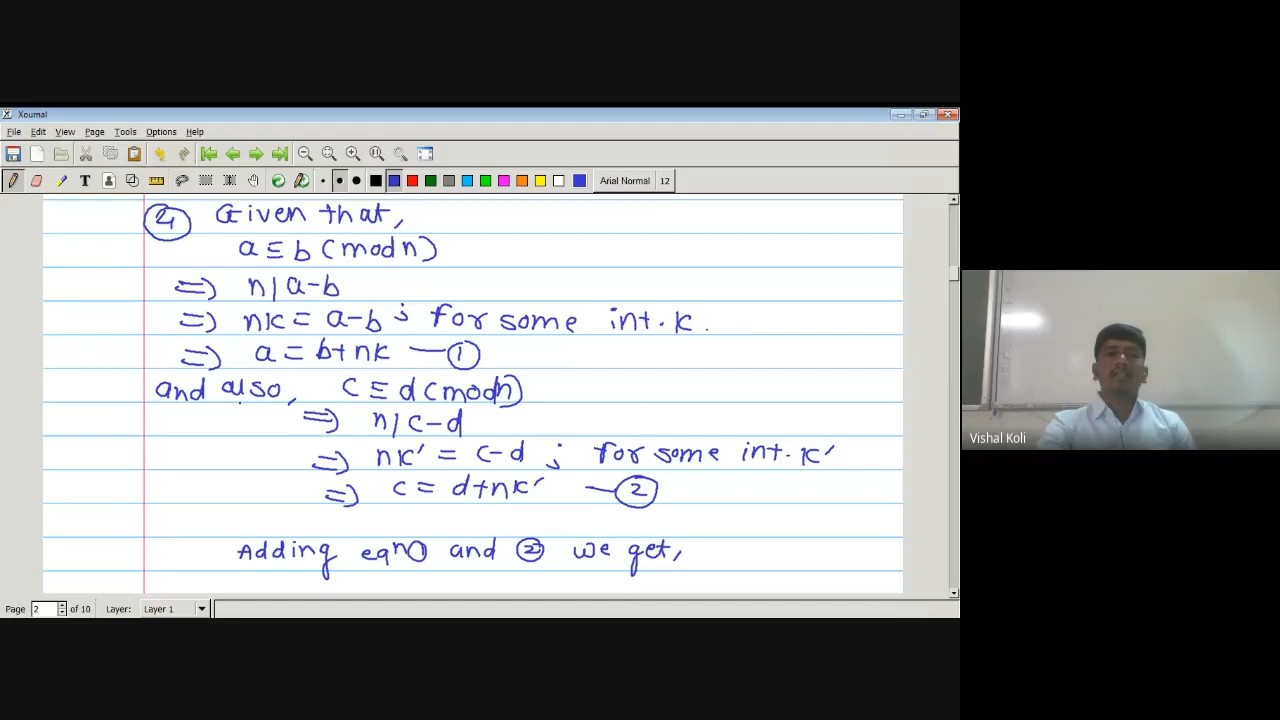 Xournal
File Edit View Page Tools Options Help
Arial Normal 12
4 Given that,
a ≡ b (mod n)
=> n | a-b
=> nk = a-b ; for some int. k.
=> a = b+nk — 1
and also, c ≡ d (mod n)
=> n/c-d
=> nk' = c-d ; for some int. k'
=> c = d+nk' — 2
Adding eqn 1 and 2 we get,
Page 2 of 10 Layer: Layer 1
Vishal Koli